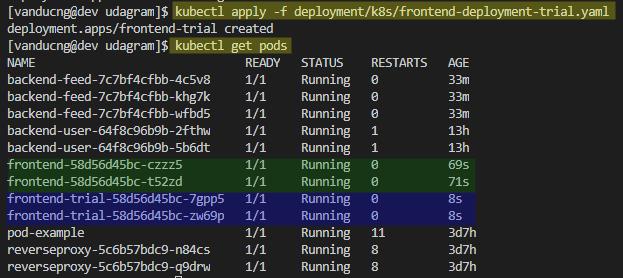 [vanducng@dev udagram]$ kubectl apply -f deployment/k8s/frontend-deployment-trial.yaml
deployment.apps/frontend-trial created
[vanducng@dev udagram]$ kubectl get pods
NAME READY STATUS RESTARTS AGE
backend-feed-7c7bf4cfbb-4c5v8 1/1 Running 0 33m
backend-feed-7c7bf4cfbb-khg7k 1/1 Running 0 33m
backend-feed-7c7bf4cfbb-wfbd5 1/1 Running 0 33m
backend-user-64f8c96b9b-2fthw 1/1 Running 1 13h
backend-user-64f8c96b9b-5b6dt 1/1 Running 1 13h
frontend-58d56d45bc-czzz5 1/1 Running 0 69s
frontend-58d56d45bc-t52zd 1/1 Running 0 71s
frontend-trial-58d56d45bc-7gpp5 1/1 Running 0 8s
frontend-trial-58d56d45bc-zw69p 1/1 Running 0 8s
pod-example 1/1 Running 11 3d7h
reverseproxy-5c6b57bdc9-n84cs 1/1 Running 8 3d7h
reverseproxy-5c6b57bdc9-q9drw 1/1 Running 8 3d7h